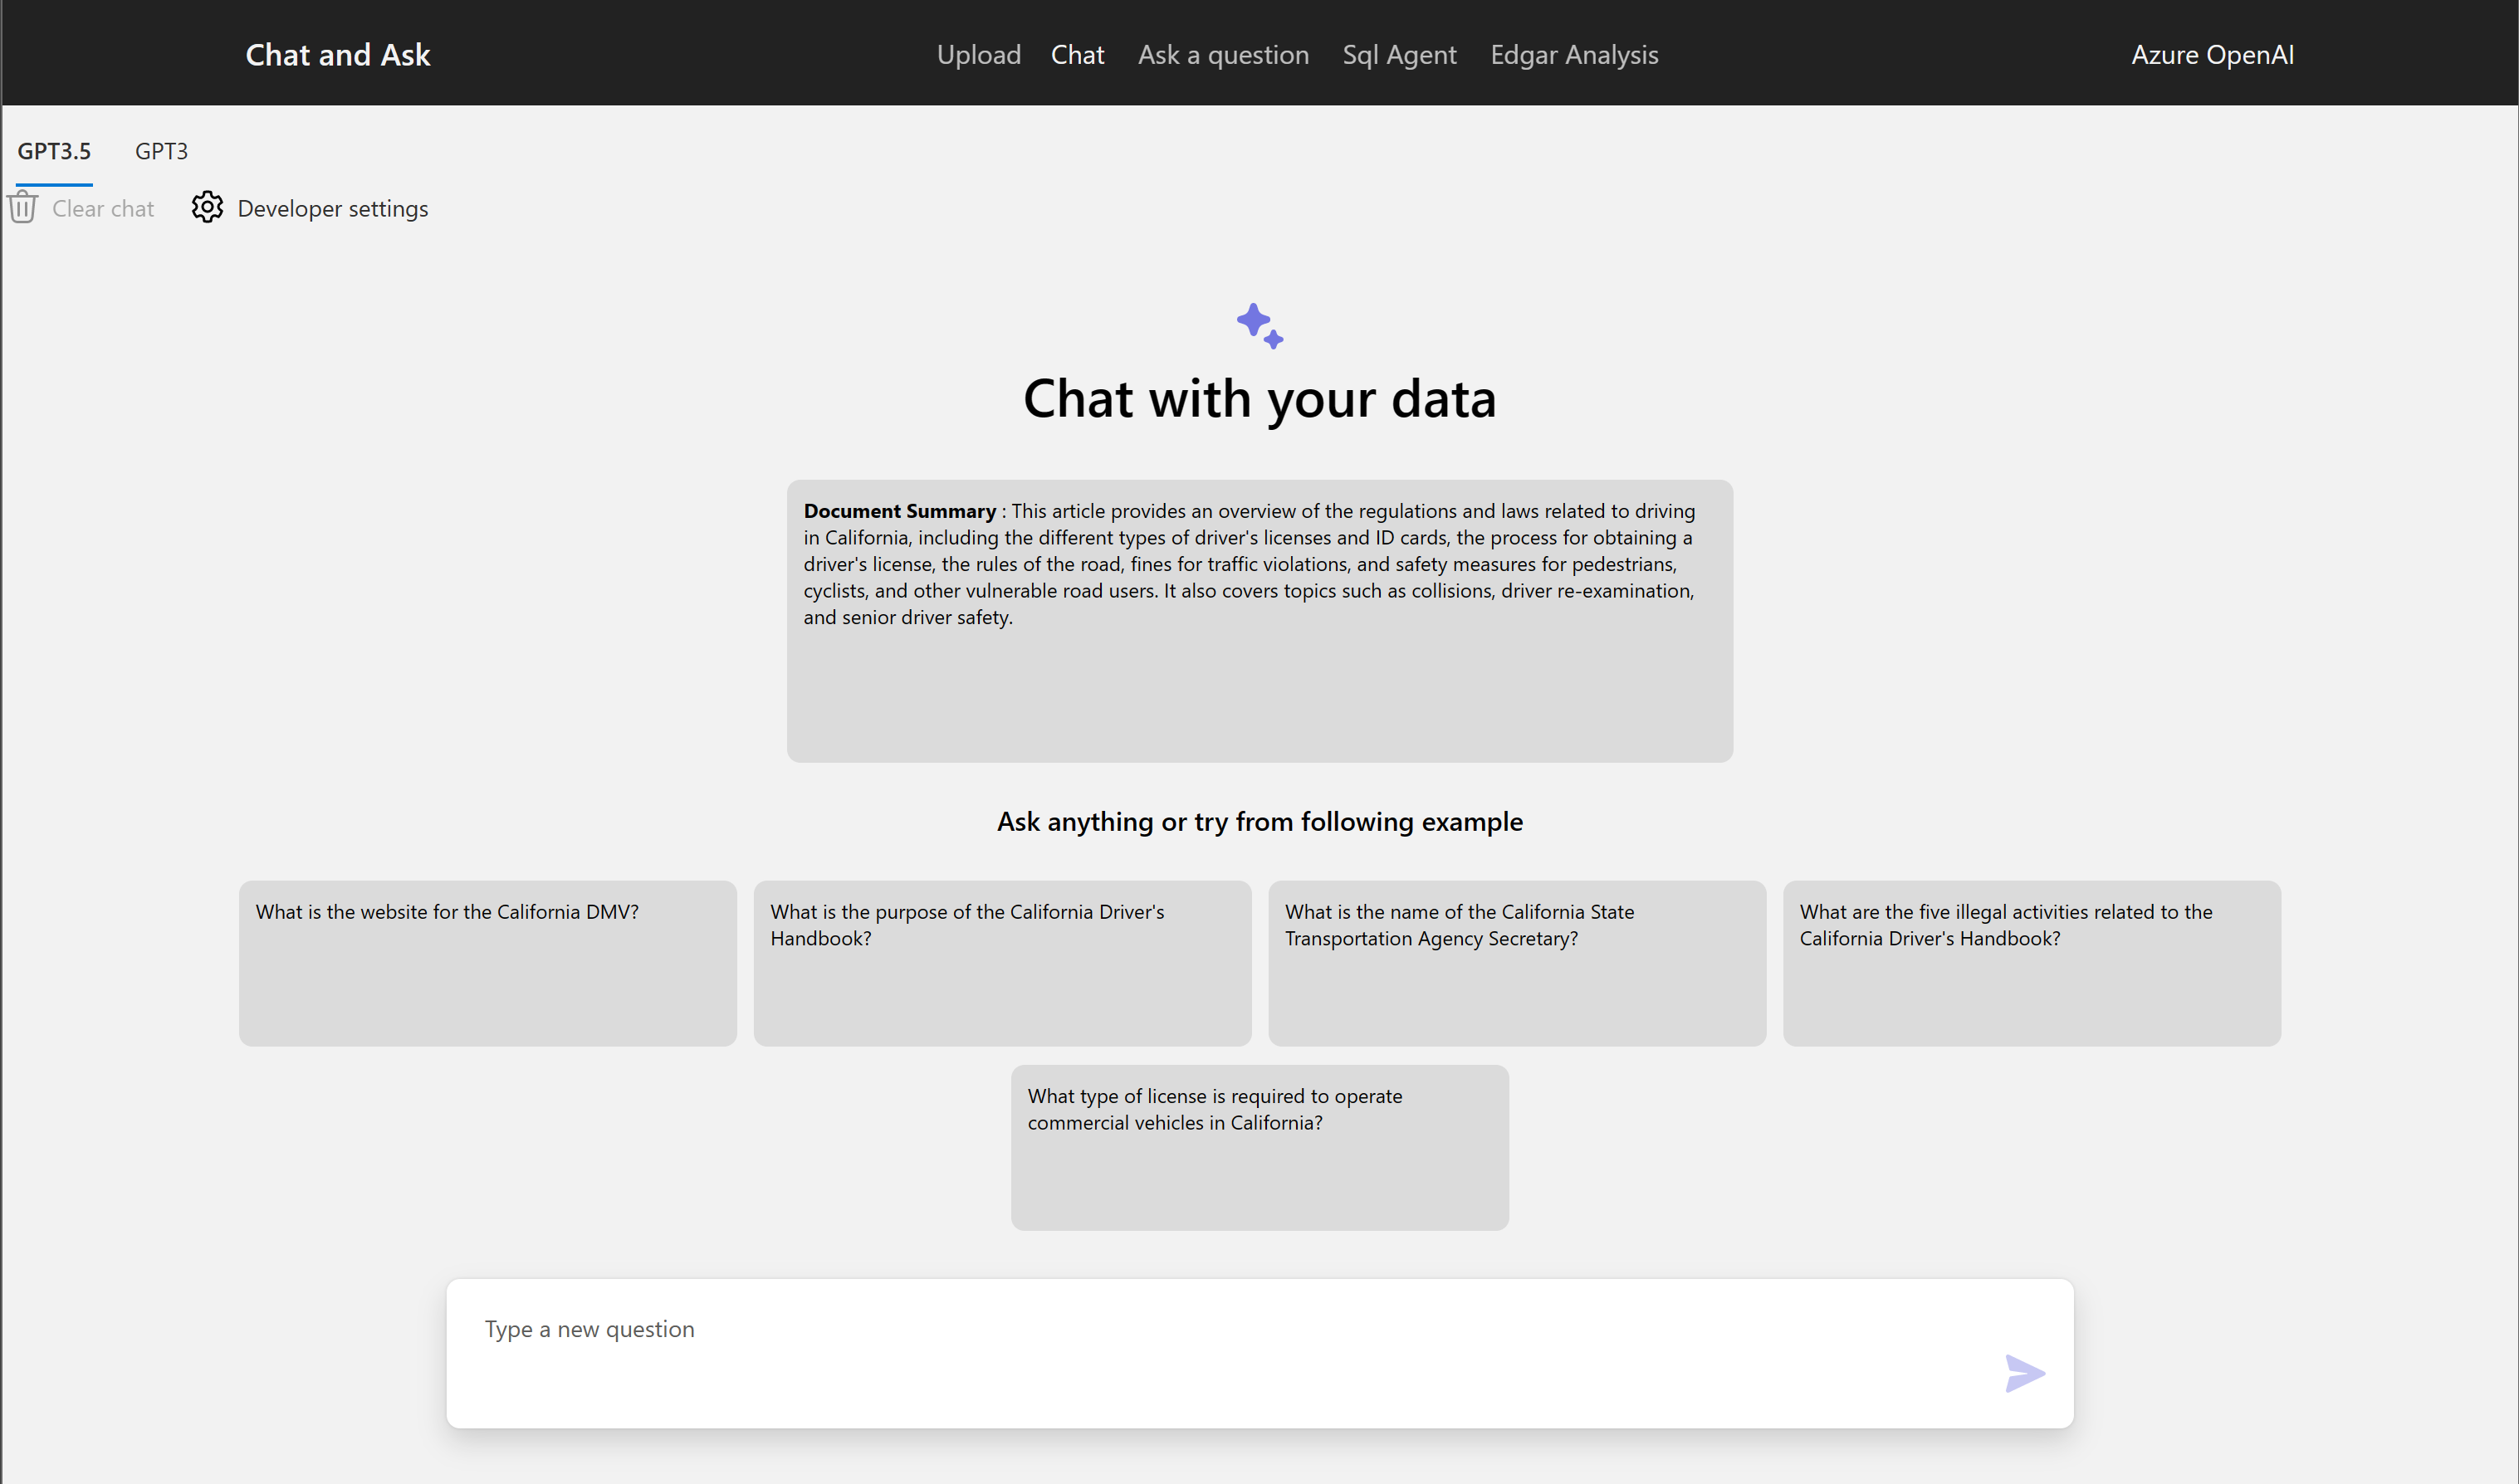 Chat and Ask
Upload Chat Ask a question Sql Agent Edgar Analysis
Azure OpenAI
GPT3.5 GPT3
Clear chat Developer settings
Chat with your data
Document Summary : This article provides an overview of the regulations and laws related to driving
in California, including the different types of driver's licenses and ID cards, the process for obtaining a
driver's license, the rules of the road, fines for traffic violations, and safety measures for pedestrians,
cyclists, and other vulnerable road users. It also covers topics such as collisions, driver re-examination,
and senior driver safety.
Ask anything or try from following example
What is the website for the California DMV?
What is the purpose of the California Driver's
Handbook?
What is the name of the California State
Transportation Agency Secretary?
What are the five illegal activities related to the
California Driver's Handbook?
What type of license is required to operate
commercial vehicles in California?
Type a new question